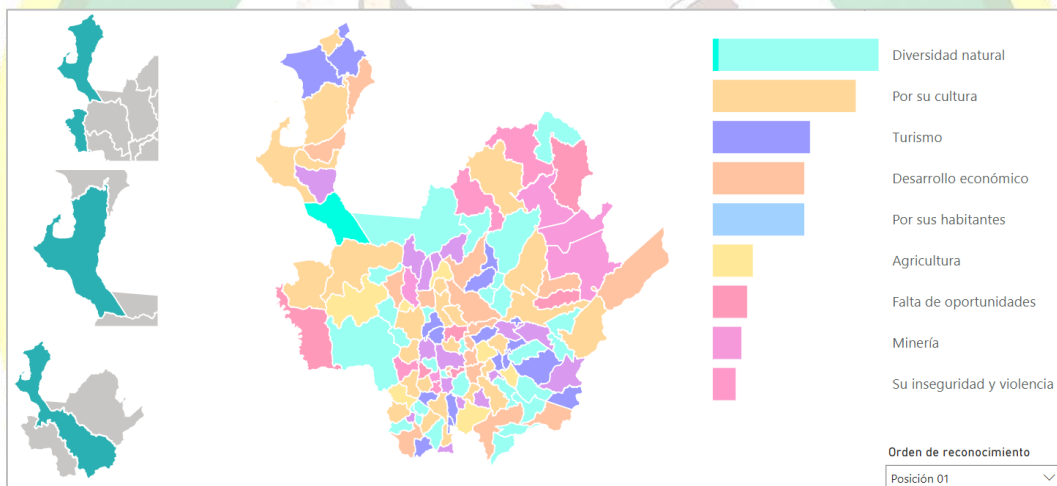 Diversidad natural
Por su cultura
Turismo
Desarrollo económico
Por sus habitantes
Agricultura
Falta de oportunidades
Minería
Su inseguridad y violencia
Orden de reconocimiento
Posición 01